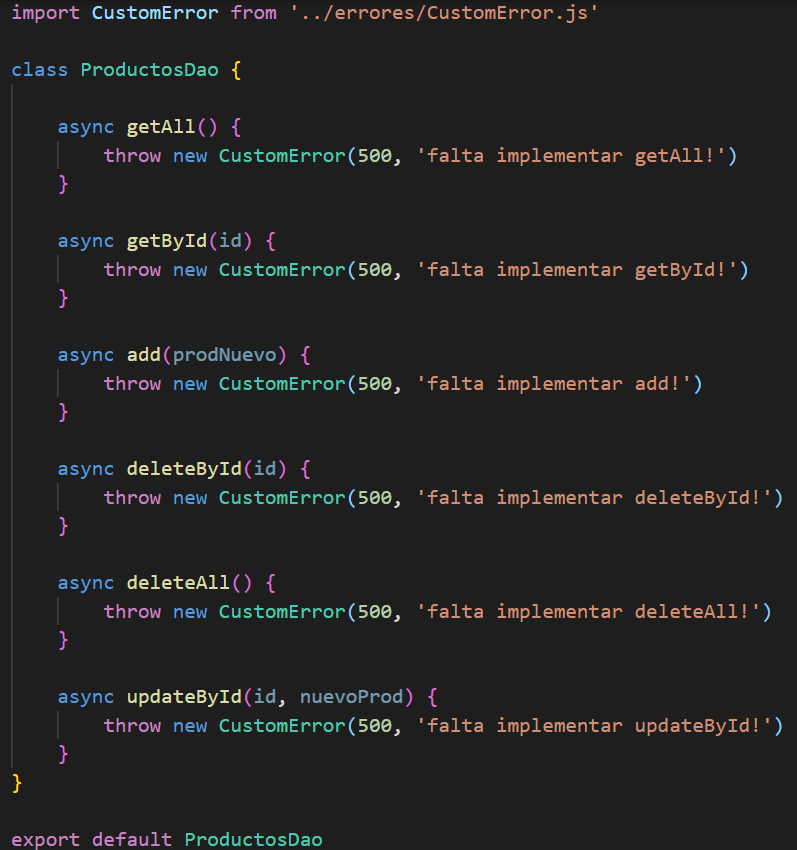 import CustomError from '../errores/CustomError.js'
class ProductosDao {
async getAll() {
throw new CustomError(500, 'falta implementar getAll!')
}
async getById(id) {
throw new CustomError(500, 'falta implementar getById!')
}
async add(prodNuevo) {
throw new CustomError(500, 'falta implementar add!')
}
async deleteById(id) {
throw new CustomError(500, 'falta implementar deleteById!')
}
async deleteAll() {
throw new CustomError(500, 'falta implementar deleteAll!')
}
async updateById(id, nuevoProd) {
throw new CustomError(500, 'falta implementar updateById!')
}
}
export default ProductosDao